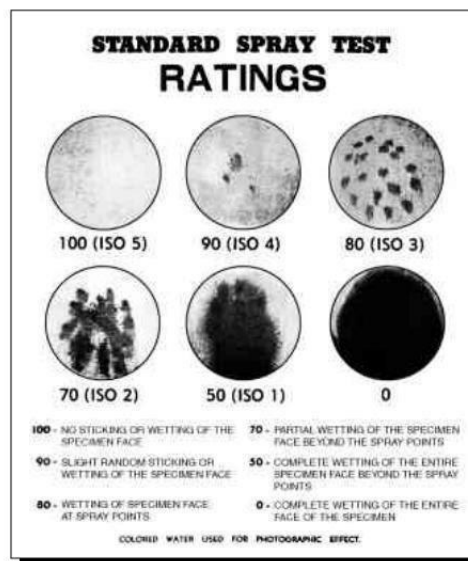 STANDARD SPRAY TEST
RATINGS
100 (ISO 5)
90 (ISO 4)
80 (ISO 3)
70 (ISO 2)
50 (ISO 1)
0
100 - NO STICKING OR WETTING OF THE
SPECIMEN FACE
90 - SLIGHT RANDOM STICKING OR
WETTING OF THE SPECIMEN FACE
80 - WETTING OF SPECIMEN FACE
AT SPRAY POINTS
70 - PARTIAL WETTING OF THE SPECIMEN
FACE BEYOND THE SPRAY POINTS
50 - COMPLETE WETTING OF THE ENTIRE
SPECIMEN FACE BEYOND THE SPRAY
POINTS
0 - COMPLETE WETTING OF THE ENTIRE
FACE OF THE SPECIMEN
COLORED WATER USED FOR PHOTOGRAPHIC EFFECT.